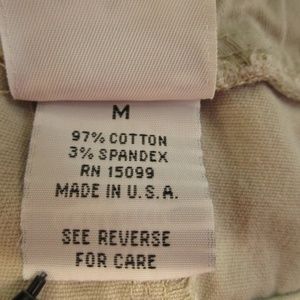 M
97% COTTON
3% SPANDEX
RN 15099
MADE IN U.S.A.
SEE REVERSE
FOR CARE